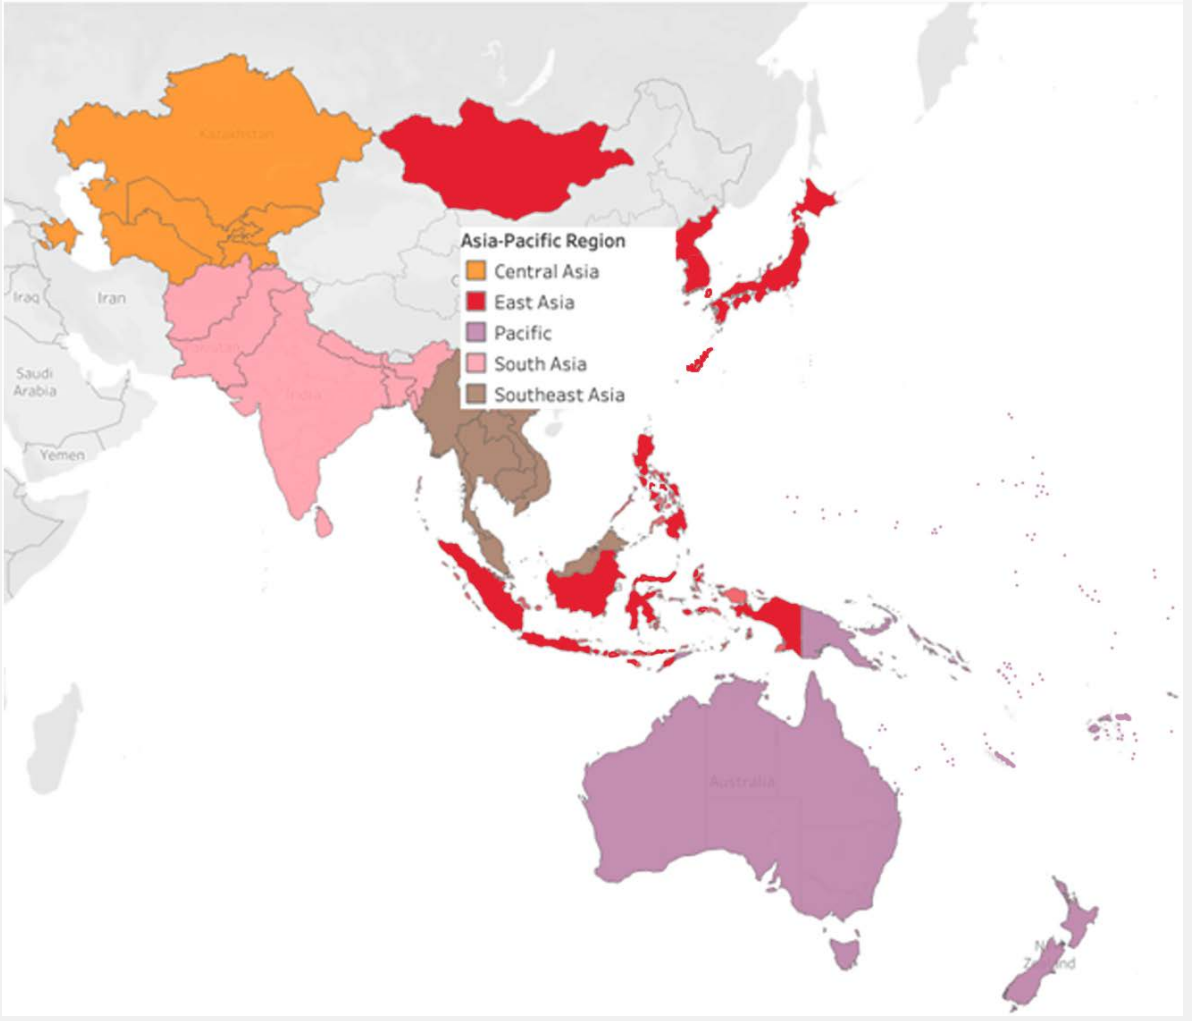 Kazakhstan
Asia-Pacific Region
Central Asia
East Asia
Pacific
South Asia
Southeast Asia
Iraq
Iran
Pakistan
Saudi
Arabia
India
Yemen
Australia